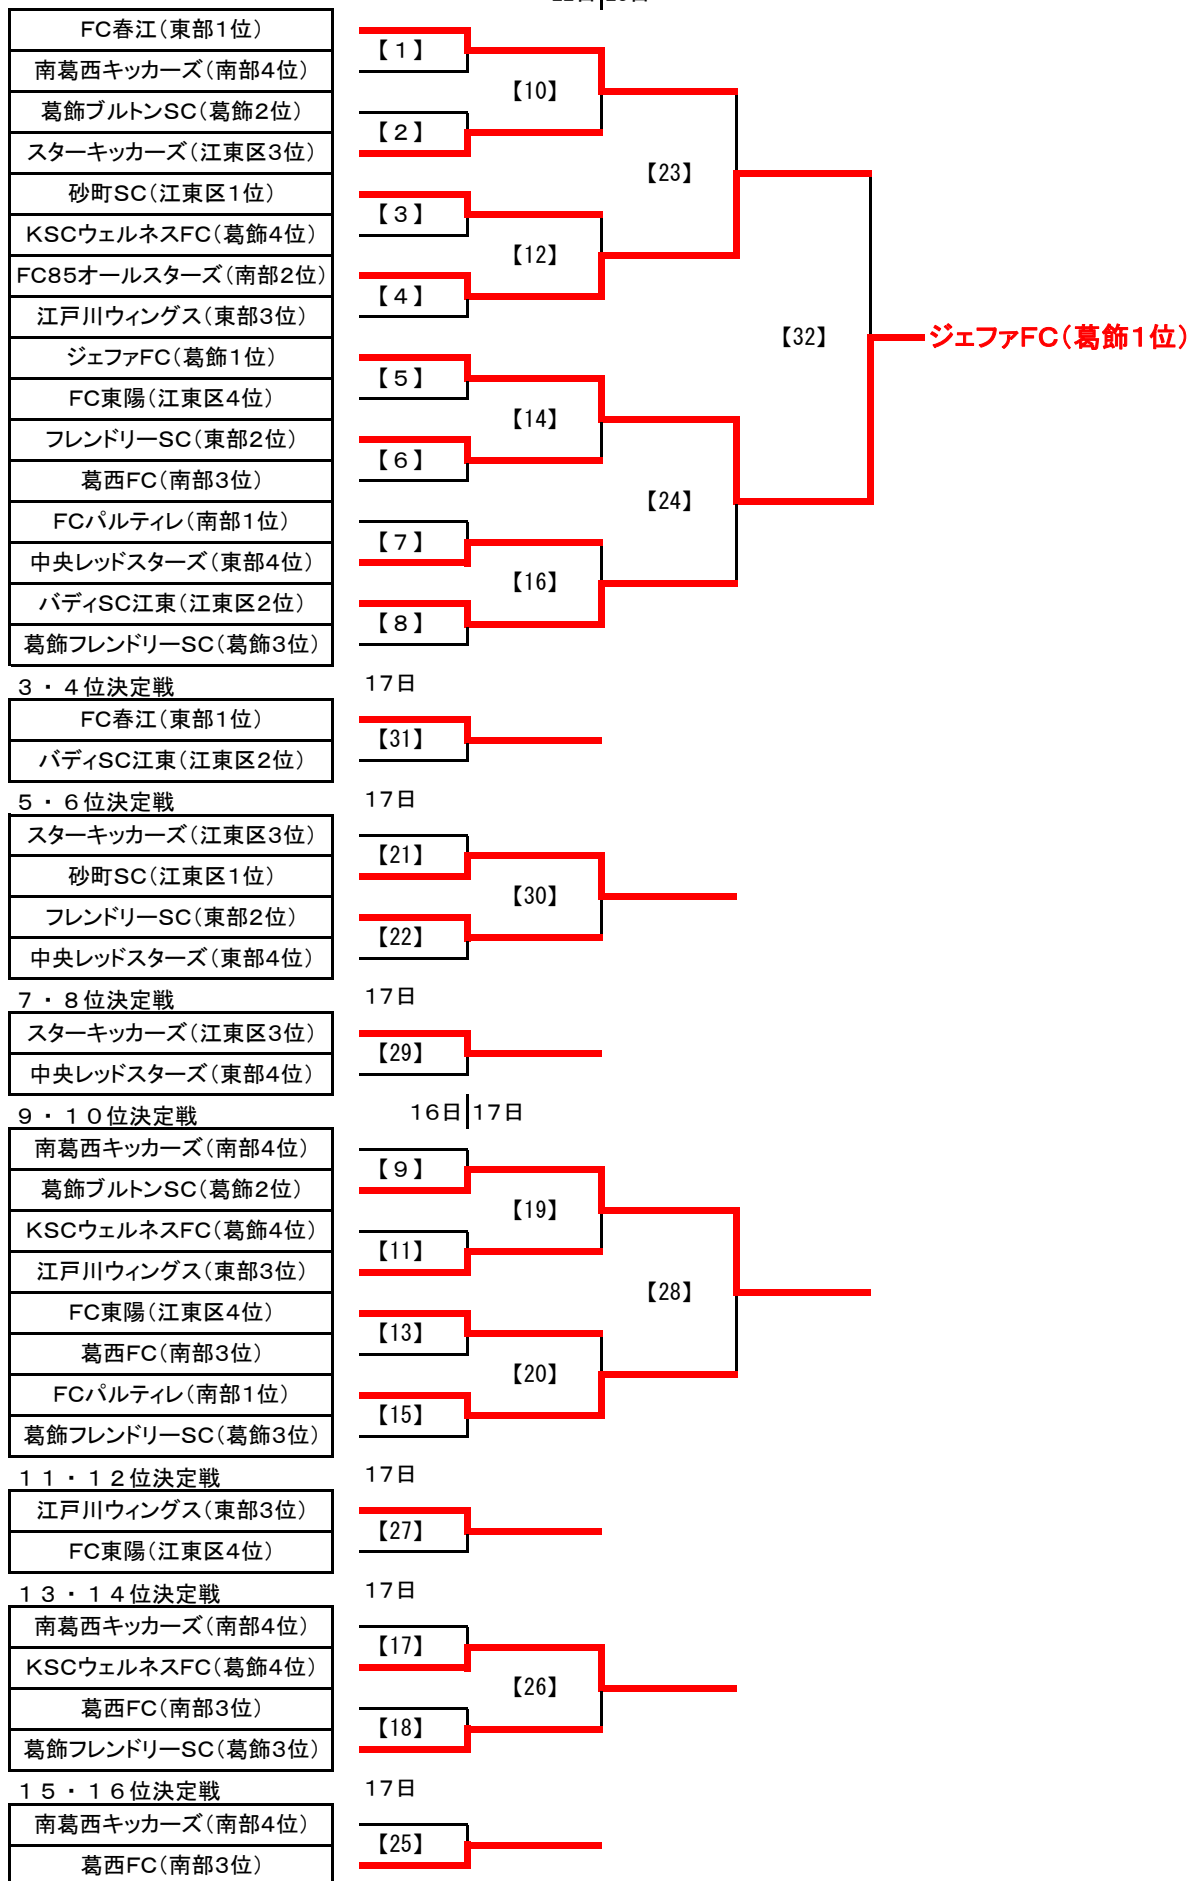 FC春江(東部1位)
南葛西キッカーズ(南部4位)
【1】
葛飾ブルトンSC(葛飾2位)
【10】
スターキッカーズ(江東区3位)
【2】
砂町SC(江東区1位)
【23】
KSCウェルネスFC(葛飾4位)
【3】
FC85オールスターズ(南部2位)
【12】
江戸川ウィングス(東部3位)
【4】
ジェファFC(葛飾1位)
【32】
ジェファFC(葛飾1位)
FC東陽(江東区4位)
【5】
フレンドリーSC(東部2位)
【14】
葛西FC(南部3位)
【6】
FCパルティレ(南部1位)
【24】
中央レッドスターズ(東部4位)
【7】
バディSC江東(江東区2位)
【16】
葛飾フレンドリーSC(葛飾3位)
【8】
3・4位決定戦 17日
FC春江(東部1位)
バディSC江東(江東区2位)
【31】
5・6位決定戦 17日
スターキッカーズ(江東区3位)
砂町SC(江東区1位)
【21】
フレンドリーSC(東部2位)
【30】
中央レッドスターズ(東部4位)
【22】
7・8位決定戦 17日
スターキッカーズ(江東区3位)
中央レッドスターズ(東部4位)
【29】
9・10位決定戦 16日 17日
南葛西キッカーズ(南部4位)
葛飾ブルトンSC(葛飾2位)
【9】
KSCウェルネスFC(葛飾4位)
【19】
江戸川ウィングス(東部3位)
【11】
FC東陽(江東区4位)
【28】
葛西FC(南部3位)
【13】
FCパルティレ(南部1位)
【20】
葛飾フレンドリーSC(葛飾3位)
【15】
11・12位決定戦 17日
江戸川ウィングス(東部3位)
FC東陽(江東区4位)
【27】
13・14位決定戦 17日
南葛西キッカーズ(南部4位)
KSCウェルネスFC(葛飾4位)
【17】
葛西FC(南部3位)
【26】
葛飾フレンドリーSC(葛飾3位)
【18】
15・16位決定戦 17日
南葛西キッカーズ(南部4位)
葛西FC(南部3位)
【25】